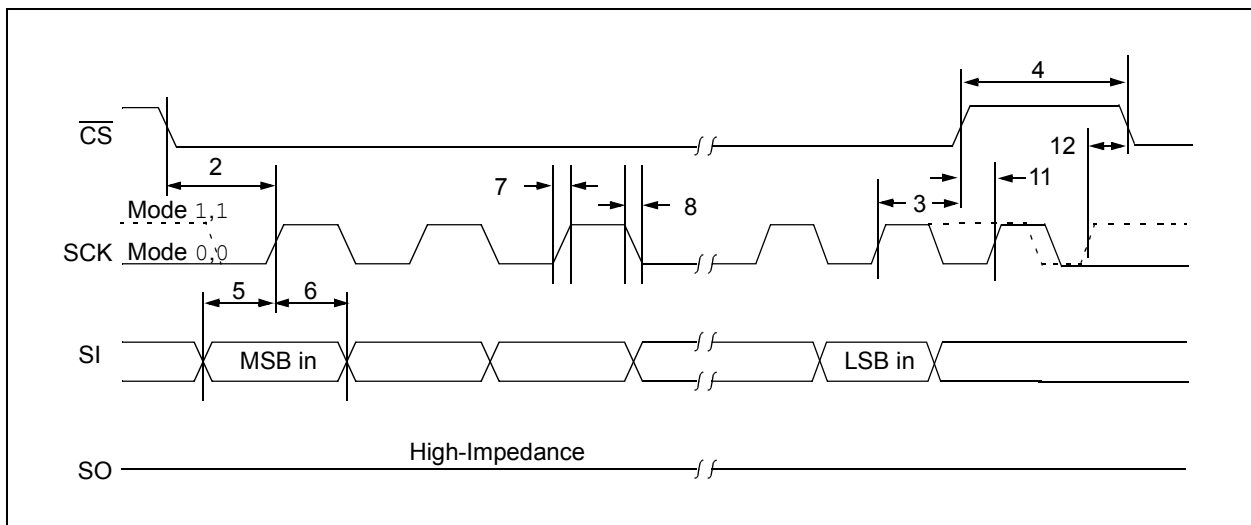 4
CS
12
2
7
8
3
11
Mode 1,1
SCK Mode 0,0
5
6
SI
MSB in
LSB in
High-Impedance
SO